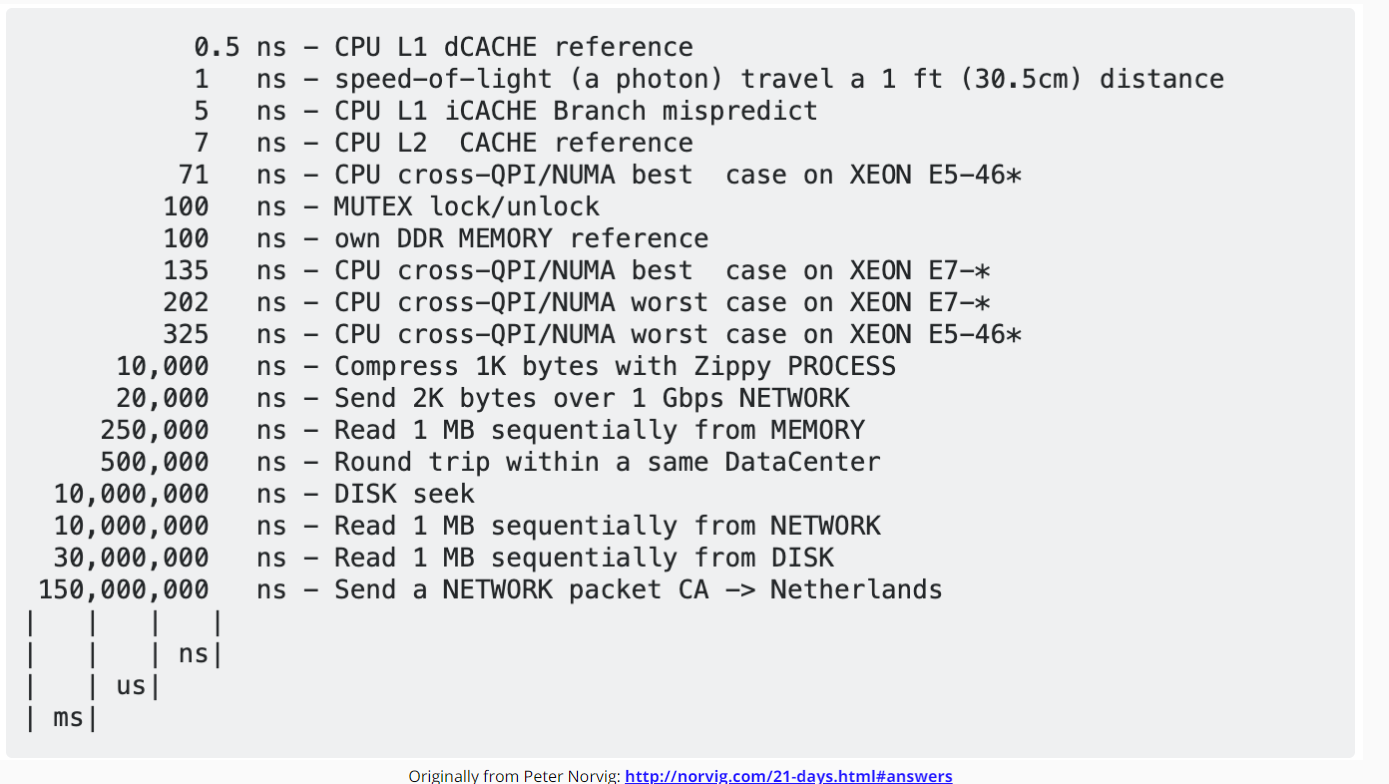 0.5 ns – CPU L1 dCACHE reference
1 ns – speed-of-light (a photon) travel a 1 ft (30.5cm) distance
5 ns – CPU L1 iCACHE Branch mispredict
7 ns – CPU L2 CACHE reference
71 ns – CPU cross-QPI/NUMA best case on XEON E5-46*
100 ns – MUTEX lock/unlock
100 ns – own DDR MEMORY reference
135 ns – CPU cross-QPI/NUMA best case on XEON E7-*
202 ns – CPU cross-QPI/NUMA worst case on XEON E7-*
325 ns – CPU cross-QPI/NUMA worst case on XEON E5-46*
10,000 ns – Compress 1K bytes with Zippy PROCESS
20,000 ns – Send 2K bytes over 1 Gbps NETWORK
250,000 ns – Read 1 MB sequentially from MEMORY
500,000 ns – Round trip within a same DataCenter
10,000,000 ns – DISK seek
10,000,000 ns – Read 1 MB sequentially from NETWORK
30,000,000 ns – Read 1 MB sequentially from DISK
150,000,000 ns – Send a NETWORK packet CA -> Netherlands
|   |   |   |
|   |   | ns|
|   | us|
| ms|
Originally from Peter Norvig: http://norvig.com/21-days.html#answers